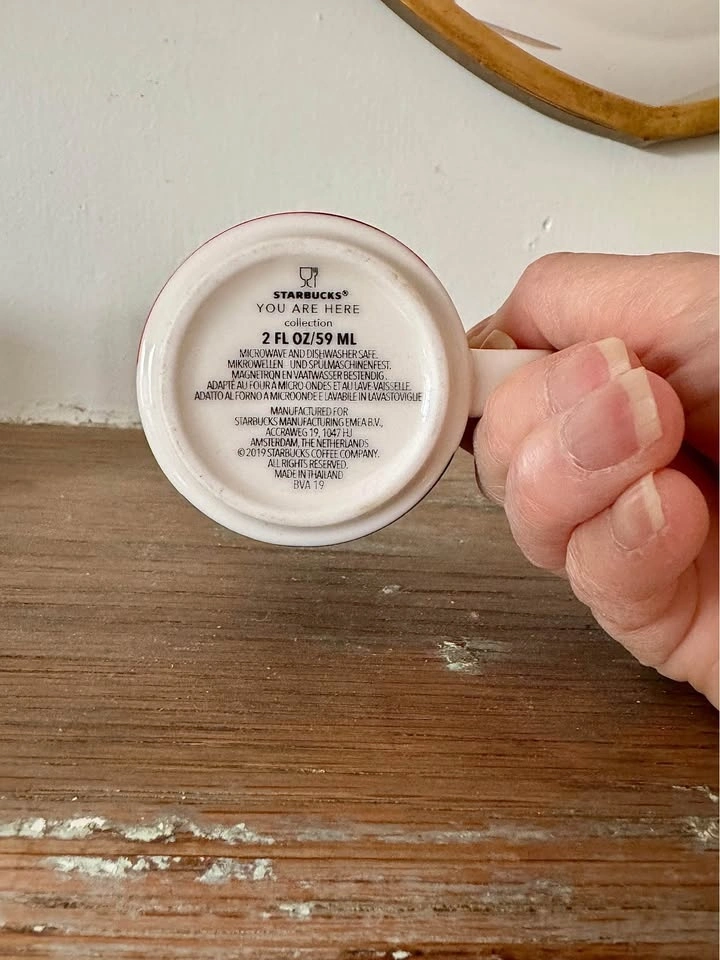 STARBUCKS®
YOU ARE HERE
collection
2 FL OZ/59 ML
MICROWAVE AND DISHWASHER SAFE.
MIKROWELLEN- UND SPÜLMASCHINENFEST.
MAGNETRON EN VAATWASSER BESTENDIG.
ADAPTÉ AU FOUR À MICRO-ONDES ET AU LAVE-VAISSELLE.
ADATTO AL FORNO A MICROONDE E LAVABILE IN LAVASTOVIGLIE
MANUFACTURED FOR
STARBUCKS MANUFACTURING EMEA B.V.,
ACCRAWEG 19, 1047 HJ
AMSTERDAM, THE NETHERLANDS
©2019 STARBUCKS COFFEE COMPANY.
ALL RIGHTS RESERVED.
MADE IN THAILAND
BVA 19